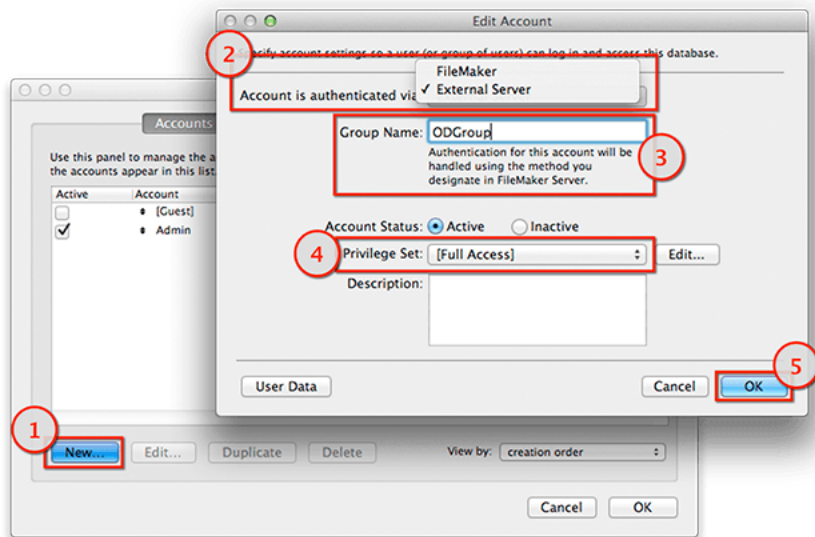 Edit Account
2
Specify account settings so a user (or group of users) can log in and access this database.
FileMaker
Account is authenticated via:
✓ External Server
Group Name: ODGroup
Authentication for this account will be
handled using the method you
designate in FileMaker Server.
3
Account Status: Active Inactive
4
Privilege Set: [Full Access] Edit...
Description:
User Data Cancel OK
5
Accounts
Use this panel to manage the a
the accounts appear in this list.
Active Account
[Guest]
Admin
1
New... Edit... Duplicate Delete View by: creation order
Cancel OK